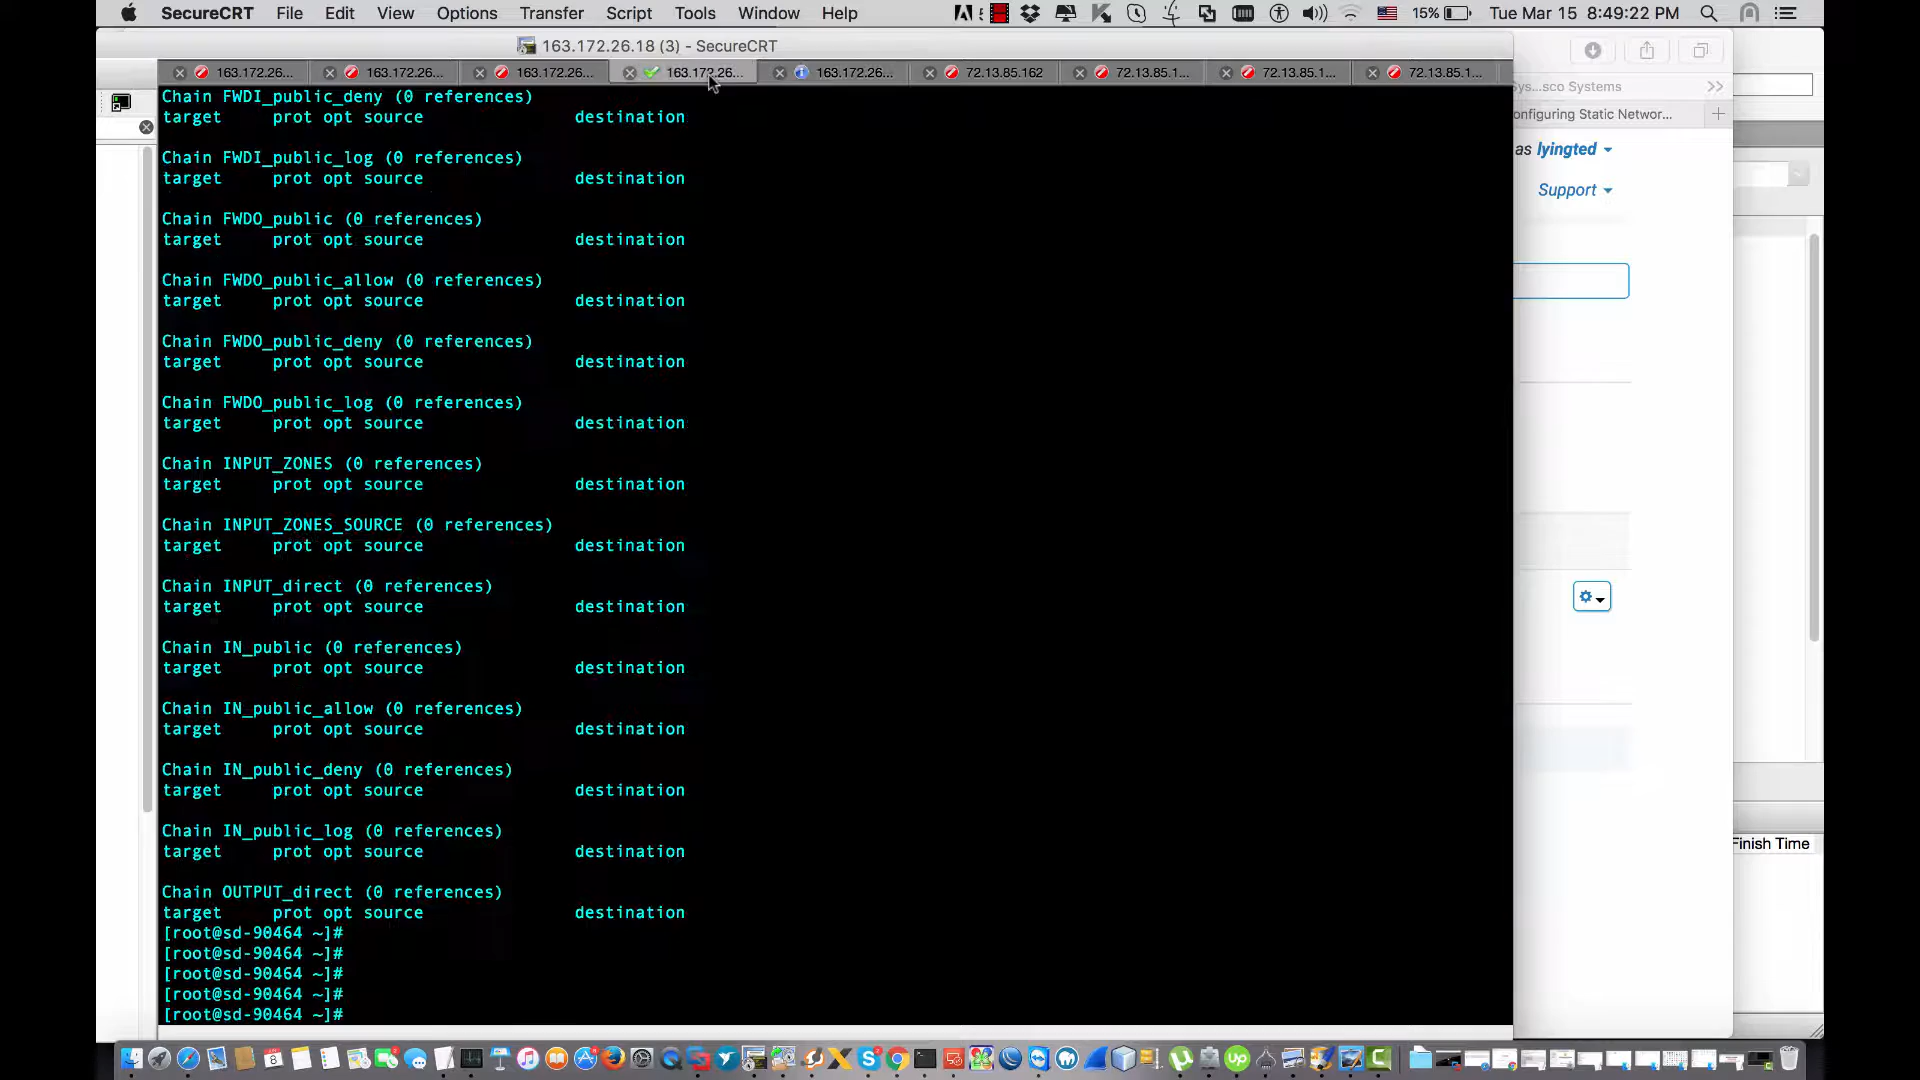 SecureCRT File Edit View Options Transfer Script Tools Window Help 15% Tue Mar 15 8:49:22 PM
163.172.26.18 (3) - SecureCRT
163.172.26... 163.172.26... 163.172.26... 163.172.26... 163.172.26... 72.13.85.162 72.13.85.1... 72.13.85.1... 72.13.85.1...
Sys...sco Systems
onfiguring Static Networ...
as lyingted
Support
Finish Time
Chain FWDI_public_deny (0 references)
target prot opt source destination
Chain FWDI_public_log (0 references)
target prot opt source destination
Chain FWDO_public (0 references)
target prot opt source destination
Chain FWDO_public_allow (0 references)
target prot opt source destination
Chain FWDO_public_deny (0 references)
target prot opt source destination
Chain FWDO_public_log (0 references)
target prot opt source destination
Chain INPUT_ZONES (0 references)
target prot opt source destination
Chain INPUT_ZONES_SOURCE (0 references)
target prot opt source destination
Chain INPUT_direct (0 references)
target prot opt source destination
Chain IN_public (0 references)
target prot opt source destination
Chain IN_public_allow (0 references)
target prot opt source destination
Chain IN_public_deny (0 references)
target prot opt source destination
Chain IN_public_log (0 references)
target prot opt source destination
Chain OUTPUT_direct (0 references)
target prot opt source destination
[root@sd-90464 ~]#
[root@sd-90464 ~]#
[root@sd-90464 ~]#
[root@sd-90464 ~]#
[root@sd-90464 ~]#